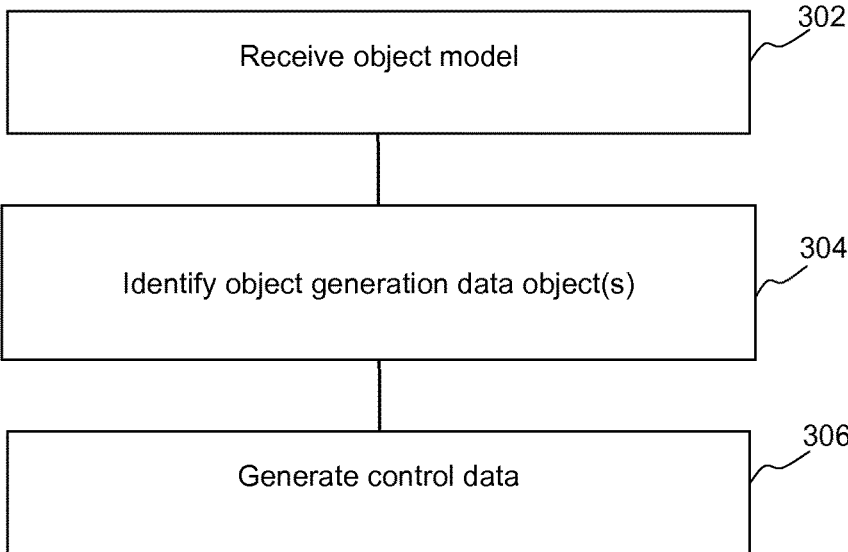 302
Receive object model
304
Identify object generation data object(s)
306
Generate control data